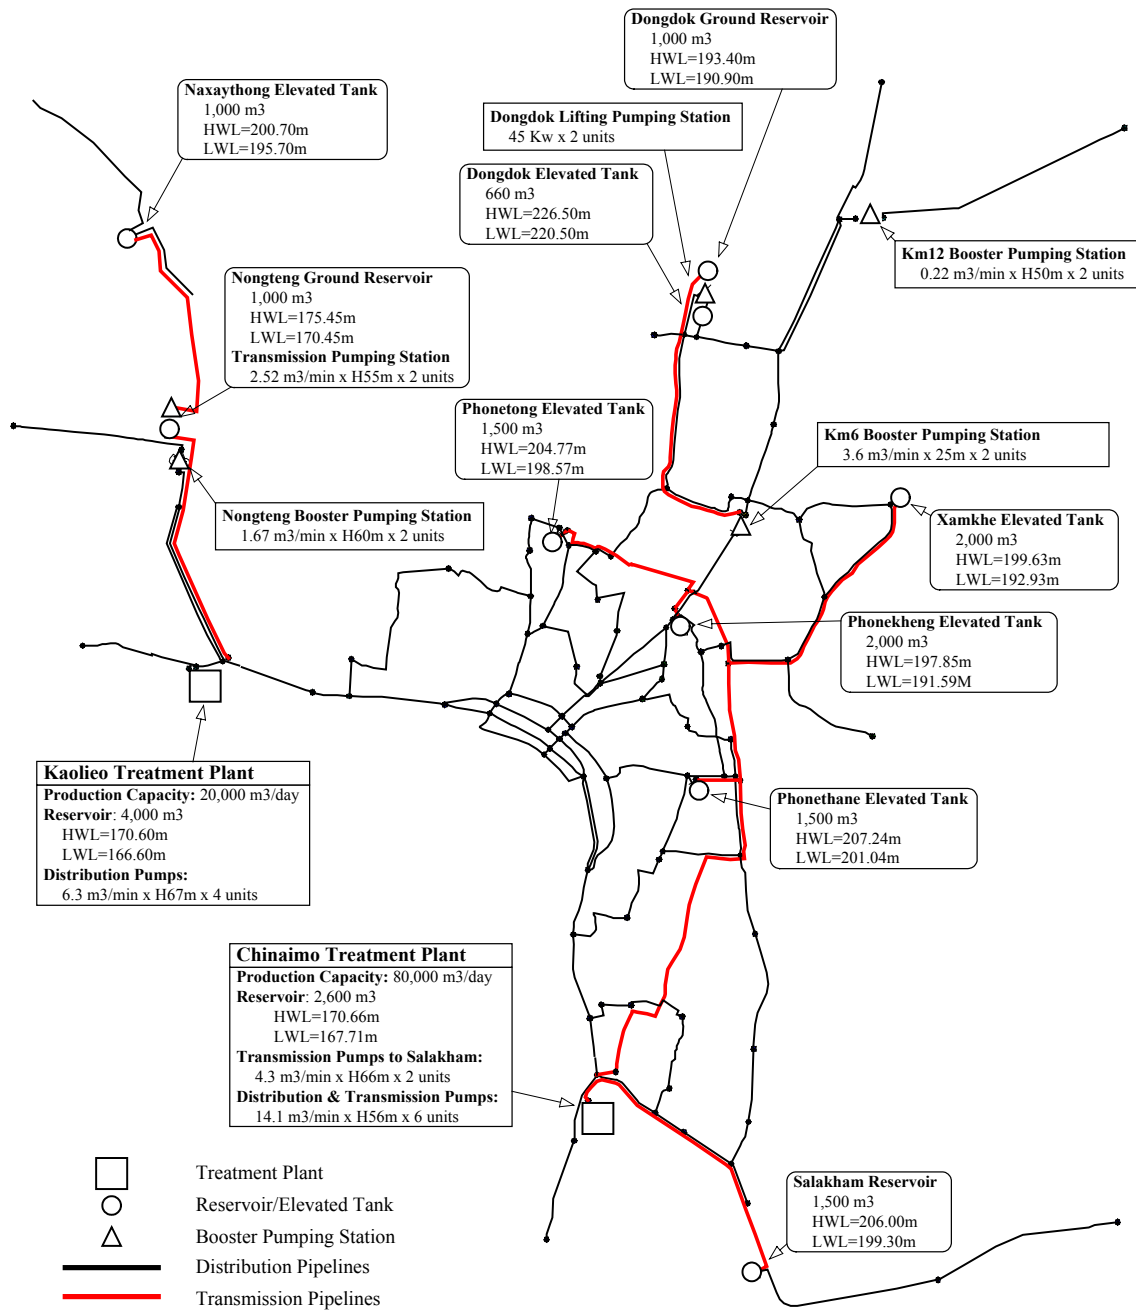 Dongdok Ground Reservoir
1,000 m3
HWL=193.40m
LWL=190.90m
Naxaythong Elevated Tank
1,000 m3
HWL=200.70m
LWL=195.70m
Dongdok Lifting Pumping Station
45 Kw x 2 units
Dongdok Elevated Tank
660 m3
HWL=226.50m
LWL=220.50m
Km12 Booster Pumping Station
0.22 m3/min x H50m x 2 units
Nongteng Ground Reservoir
1,000 m3
HWL=175.45m
LWL=170.45m
Transmission Pumping Station
2.52 m3/min x H55m x 2 units
Phonetong Elevated Tank
1,500 m3
HWL=204.77m
LWL=198.57m
Km6 Booster Pumping Station
3.6 m3/min x 25m x 2 units
Nongteng Booster Pumping Station
1.67 m3/min x H60m x 2 units
Xamkhe Elevated Tank
2,000 m3
HWL=199.63m
LWL=192.93m
Phonekheng Elevated Tank
2,000 m3
HWL=197.85m
LWL=191.59M
Kaolieo Treatment Plant
Production Capacity: 20,000 m3/day
Reservoir: 4,000 m3
HWL=170.60m
LWL=166.60m
Distribution Pumps:
6.3 m3/min x H67m x 4 units
Phonethane Elevated Tank
1,500 m3
HWL=207.24m
LWL=201.04m
Chinaimo Treatment Plant
Production Capacity: 80,000 m3/day
Reservoir: 2,600 m3
HWL=170.66m
LWL=167.71m
Transmission Pumps to Salakham:
4.3 m3/min x H66m x 2 units
Distribution & Transmission Pumps:
14.1 m3/min x H56m x 6 units
Salakham Reservoir
1,500 m3
HWL=206.00m
LWL=199.30m
Treatment Plant
Reservoir/Elevated Tank
Booster Pumping Station
Distribution Pipelines
Transmission Pipelines